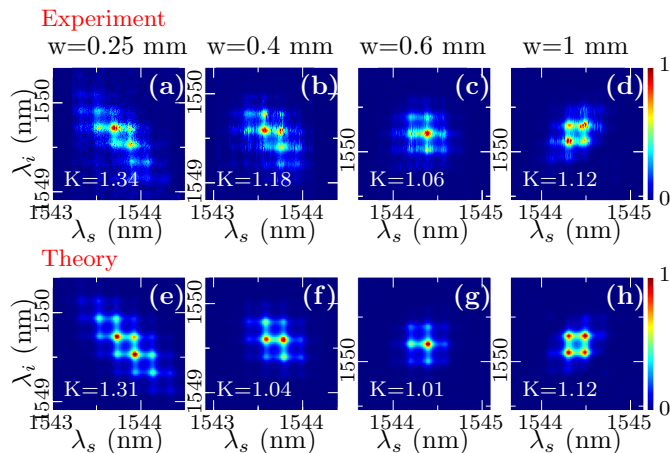 Experiment
w=0.25 mm w=0.4 mm w=0.6 mm w=1 mm
(a) (b) (c) (d)
1
0
λi (nm)
1550
1549
1550
1549
1550
1550
K=1.34 K=1.18 K=1.06 K=1.12
1543 1544 1543 1544 1544 1545 1544 1545
λs (nm) λs (nm) λs (nm) λs (nm)
Theory
(e) (f) (g) (h)
1
0
λi (nm)
1550
1549
1550
1549
1550
1550
K=1.31 K=1.04 K=1.01 K=1.12
1543 1544 1543 1544 1544 1545 1544 1545
λs (nm) λs (nm) λs (nm) λs (nm)